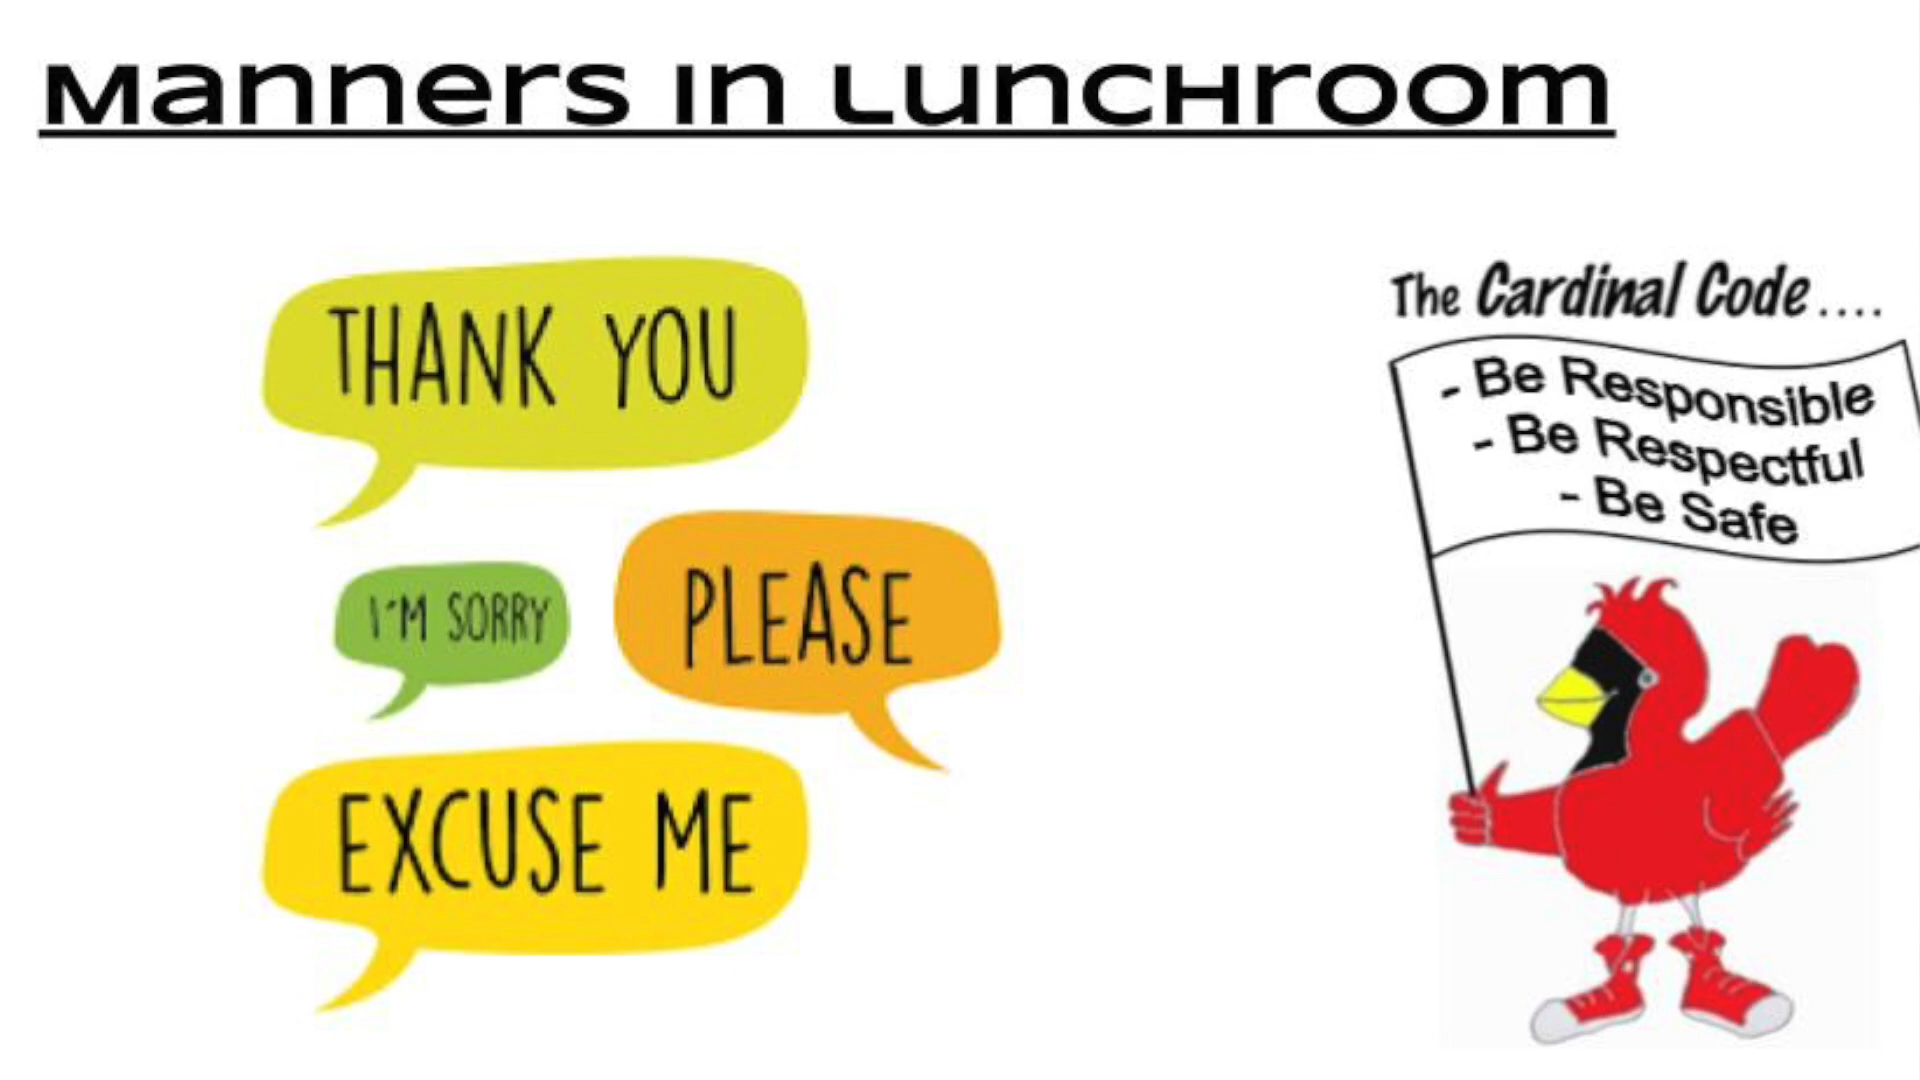 Manners in Lunchroom
THANK YOU
I'M SORRY
PLEASE
EXCUSE ME
The Cardinal Code....
- Be Responsible
- Be Respectful
- Be Safe